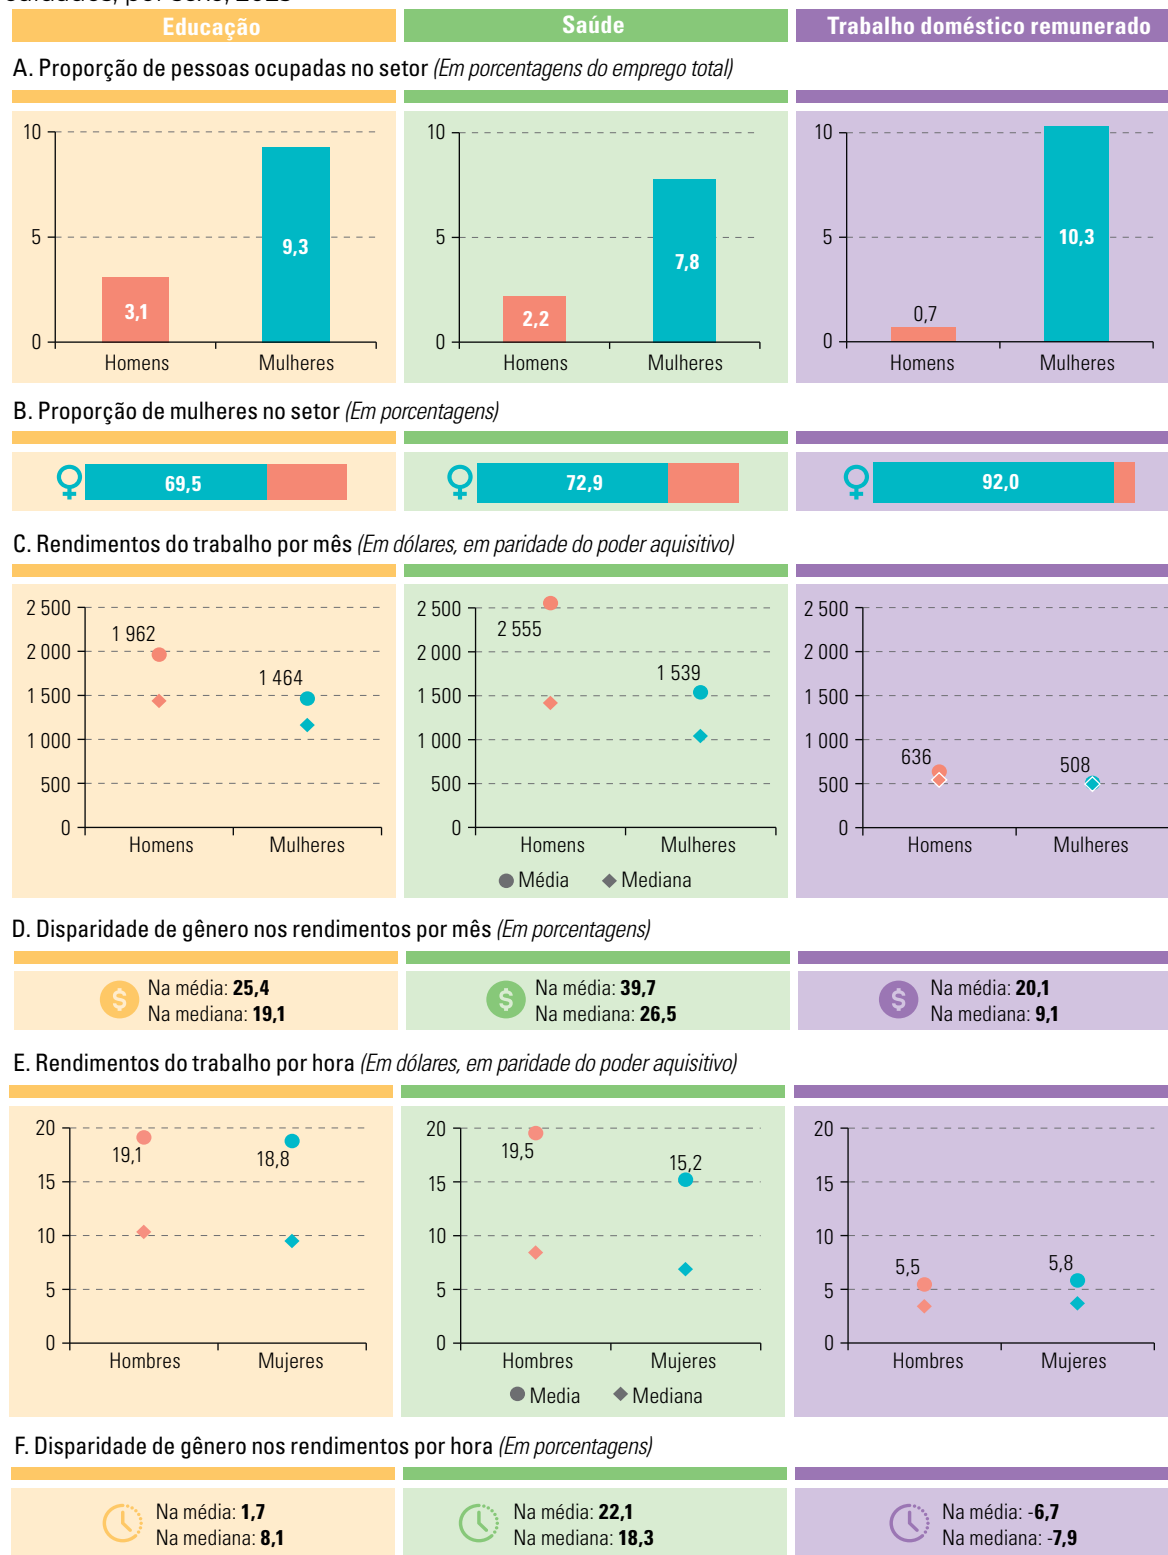 Educação
Saúde
Trabalho doméstico remunerado
A. Proporção de pessoas ocupadas no setor (Em porcentagens do emprego total)
10
5
0
3,1
9,3
Homens
Mulheres
10
5
0
2,2
7,8
Homens
Mulheres
10
5
0
0,7
10,3
Homens
Mulheres
B. Proporção de mulheres no setor (Em porcentagens)
69,5
72,9
92,0
C. Rendimentos do trabalho por mês (Em dólares, em paridade do poder aquisitivo)
2 500
2 000
1 500
1 000
500
0
1 962
1 464
Homens
Mulheres
2 500
2 000
1 500
1 000
500
0
2 555
1 539
Homens
Mulheres
Média
Mediana
2 500
2 000
1 500
1 000
500
0
636
508
Homens
Mulheres
D. Disparidade de gênero nos rendimentos por mês (Em porcentagens)
$
Na média: 25,4
Na mediana: 19,1
$
Na média: 39,7
Na mediana: 26,5
$
Na média: 20,1
Na mediana: 9,1
E. Rendimentos do trabalho por hora (Em dólares, em paridade do poder aquisitivo)
20
15
10
5
0
19,1
18,8
Hombres
Mujeres
20
15
10
5
0
19,5
15,2
Hombres
Mujeres
Media
Mediana
20
15
10
5
0
5,5
5,8
Hombres
Mujeres
F. Disparidade de gênero nos rendimentos por hora (Em porcentagens)
Na média: 1,7
Na mediana: 8,1
Na média: 22,1
Na mediana: 18,3
Na média: -6,7
Na mediana: -7,9